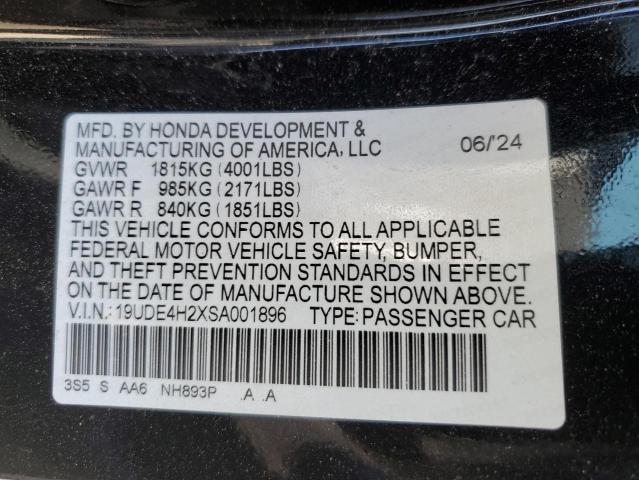 MFD. BY HONDA DEVELOPMENT &
MANUFACTURING OF AMERICA, LLC 06/'24
GVWR 1815KG (4001LBS)
GAWR F 985KG (2171LBS)
GAWR R 840KG (1851LBS)
THIS VEHICLE CONFORMS TO ALL APPLICABLE
FEDERAL MOTOR VEHICLE SAFETY, BUMPER,
AND THEFT PREVENTION STANDARDS IN EFFECT
ON THE DATE OF MANUFACTURE SHOWN ABOVE.
V.I.N.: 19UDE4H2XSA001896 TYPE: PASSENGER CAR
3S5 S AA6 NH893P .A .A